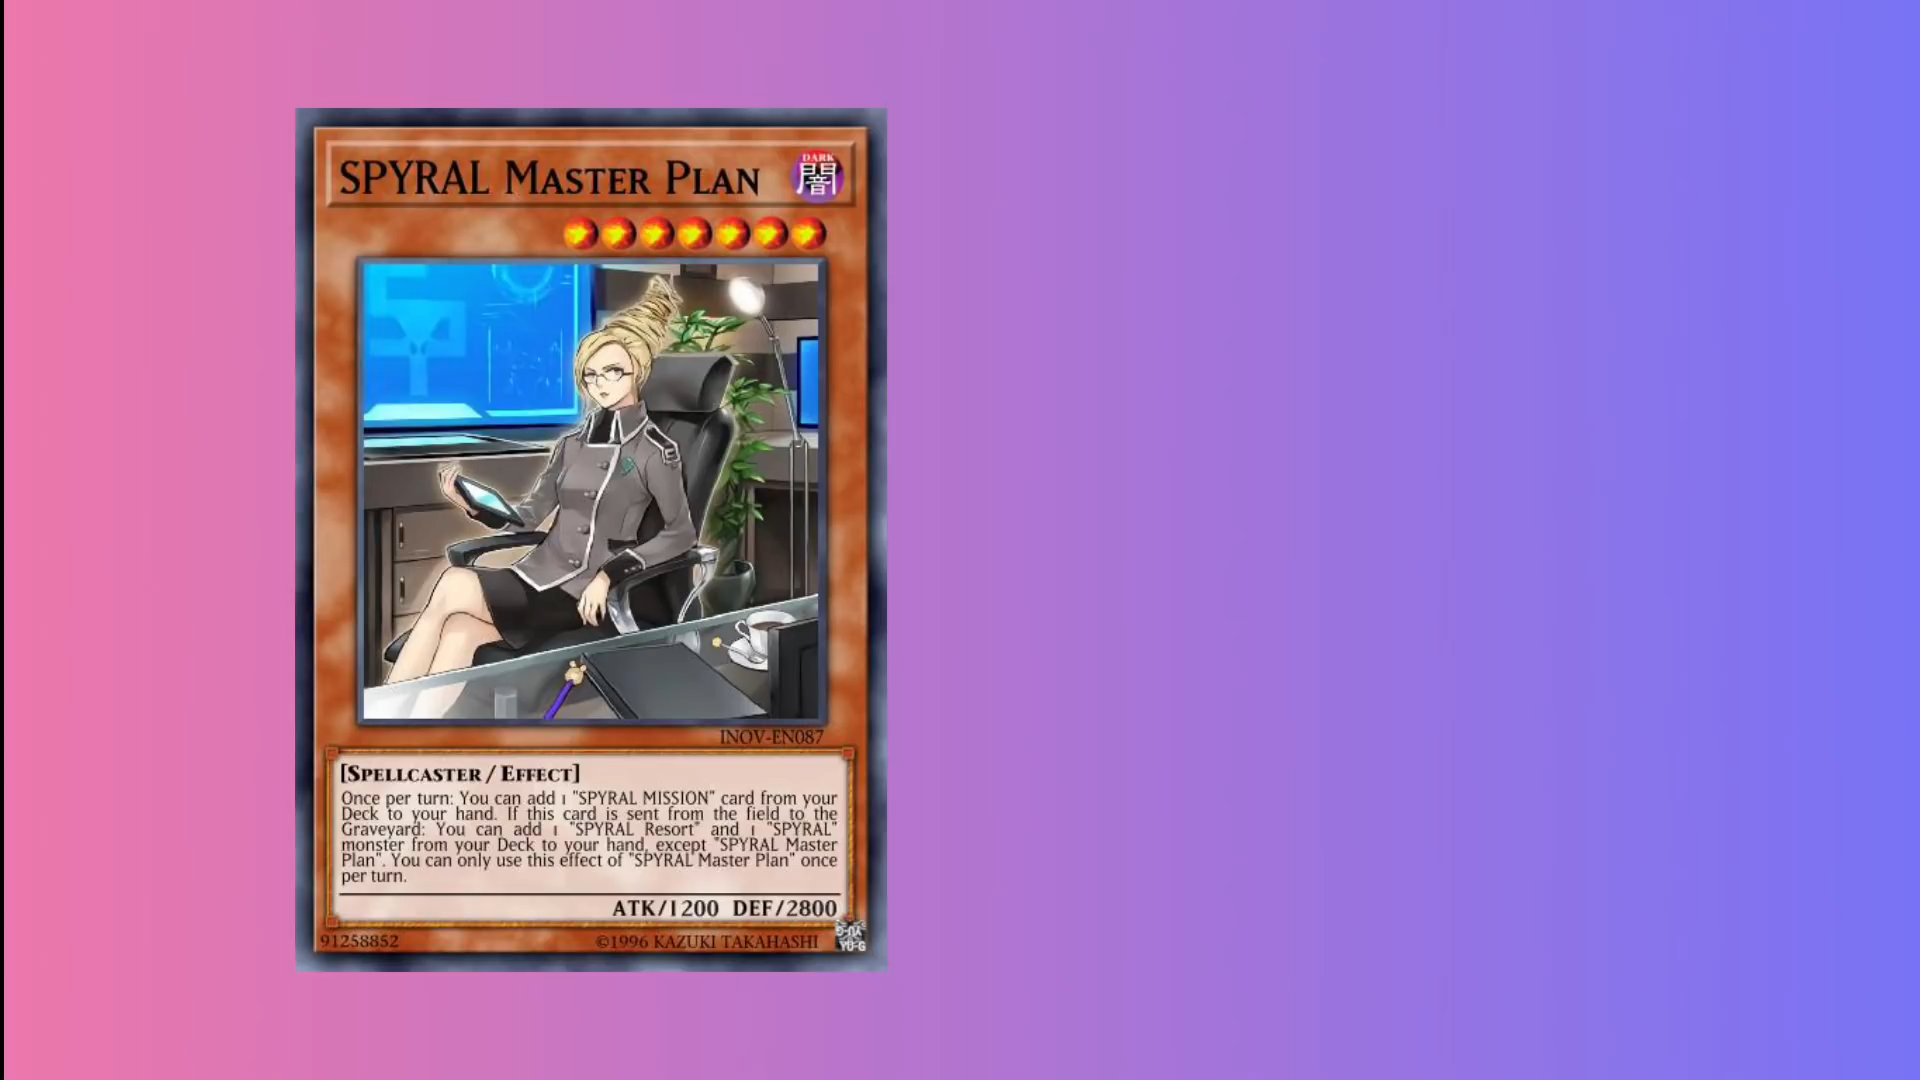 SPYRAL Master Plan
DARK
闇
INOV-EN087
[Spellcaster / Effect]
Once per turn: You can add 1 "SPYRAL MISSION" card from your
Deck to your hand. If this card is sent from the field to the
Graveyard: You can add 1 "SPYRAL Resort" and 1 "SPYRAL"
monster from your Deck to your hand, except "SPYRAL Master
Plan". You can only use this effect of "SPYRAL Master Plan" once
per turn.
ATK/1200 DEF/2800
91258852
©1996 KAZUKI TAKAHASHI